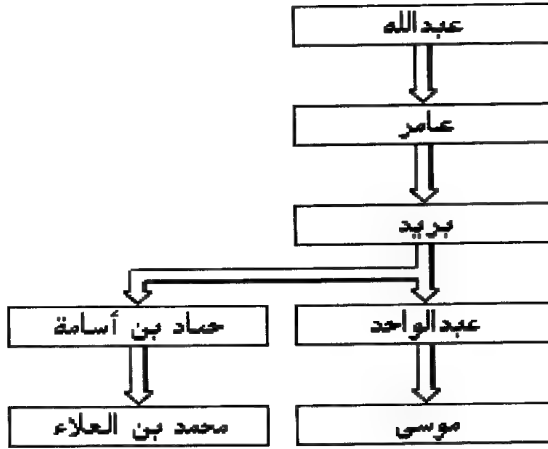 عبدالله
عامر
بريد
عبدالواحد
حماد بن أسامة
موسى
محمد بن العلاء